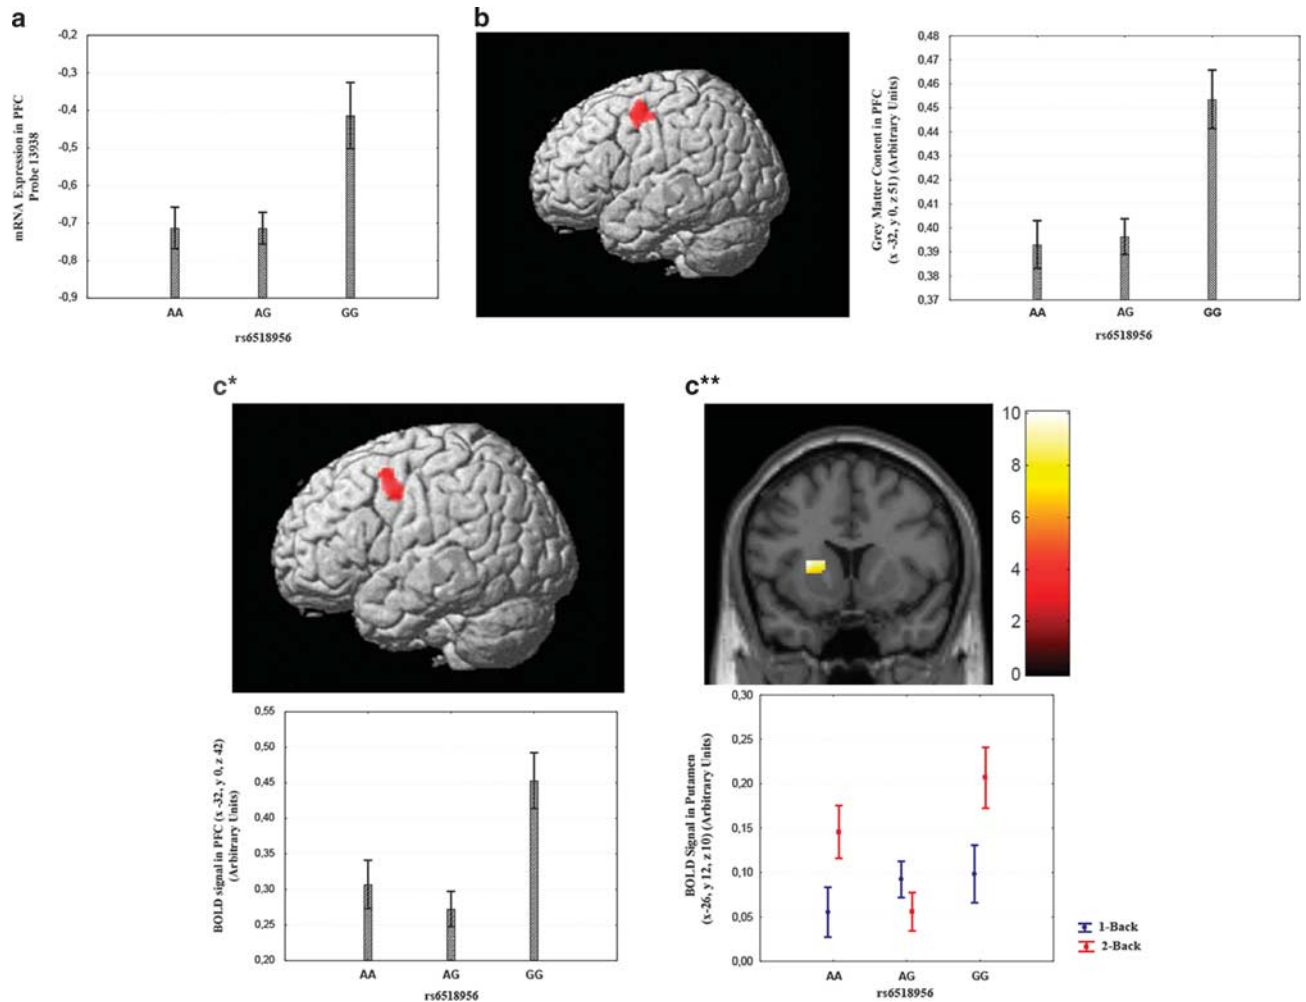 a
-0,2
-0,3
-0,4
-0,5
-0,6
-0,7
-0,8
-0,9
mRNA Expression in PFC
Probe 13938
AA AG GG
rs6518956
b
0,48
0,47
0,46
0,45
0,44
0,43
0,42
0,41
0,40
0,39
0,38
0,37
Grey Matter Content in PFC
(x -32, y 0, z 51) (Arbitrary Units)
AA AG GG
rs6518956
c*
0,55
0,50
0,45
0,40
0,35
0,30
0,25
0,20
BOLD signal in PFC (x -32, y 0, z 42)
(Arbitrary Units)
AA AG GG
rs6518956
c**
10
8
6
4
2
0
0,30
0,25
0,20
0,15
0,10
0,05
0,00
BOLD Signal in Putamen
(x-26, y 12, z 10) (Arbitrary Units)
AA AG GG
rs6518956
1-Back
2-Back